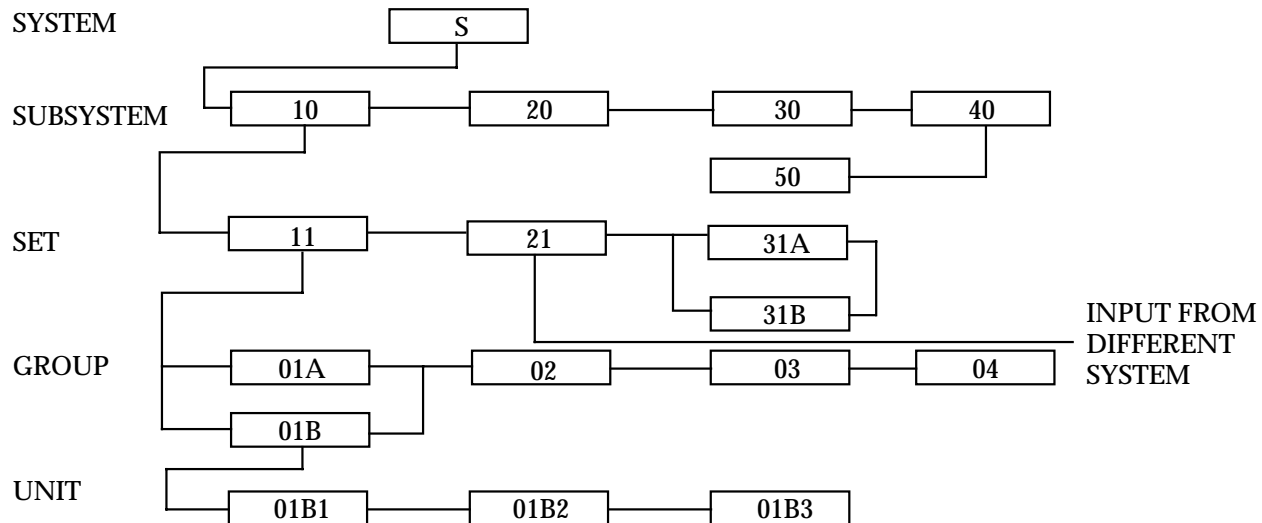 SYSTEM S
SUBSYSTEM 10 20 30 40
50
SET 11 21 31A
31B
INPUT FROM
DIFFERENT
SYSTEM
GROUP 01A 02 03 04
01B
UNIT 01B1 01B2 01B3